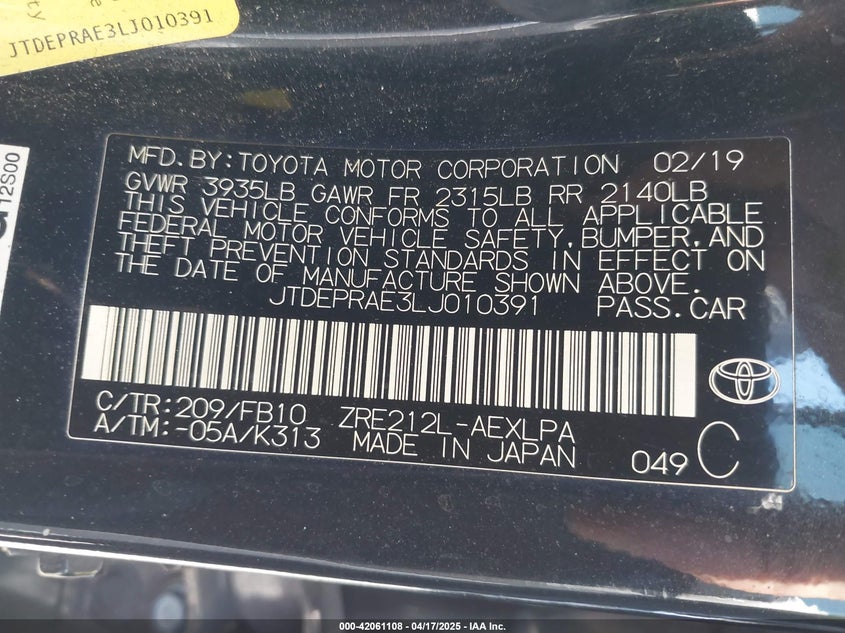 JTDEPRAE3LJ010391
12S00
MFD.BY:TOYOTA MOTOR CORPORATION 02/19
GVWR 3935LB GAWR FR 2315LB RR 2140LB
THIS VEHICLE CONFORMS TO ALL APPLICABLE
FEDERAL MOTOR VEHICLE SAFETY,BUMPER,AND
THEFT PREVENTION STANDARDS IN EFFECT ON
THE DATE OF MANUFACTURE SHOWN ABOVE.
JTDEPRAE3LJ010391 PASS.CAR
C/TR:209/FB10 ZRE212L-AEXLPA
A/TM:-05A/K313 MADE IN JAPAN
049 C
000-42061108 - 04/17/2025 - IAA Inc.